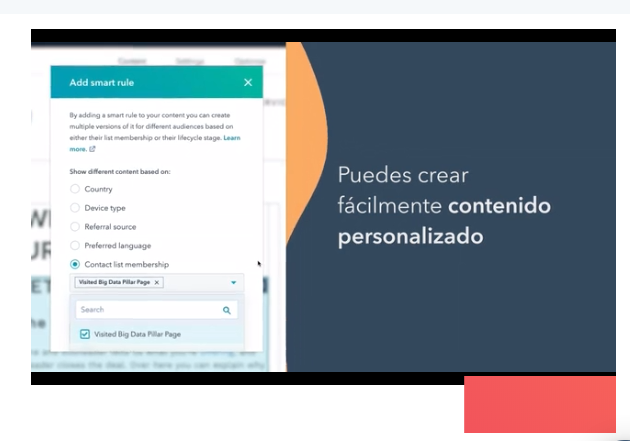 Content Settings Optimize
Add smart rule
By adding a smart rule to your content you can create
multiple versions of it for different audiences based on
either their list membership or their lifecycle stage. Learn
more.
Show different content based on:
Country
Device type
Referral source
Preferred language
Contact list membership
Visited Big Data Pillar Page ×
Search
Visited Big Data Pillar Page
Puedes crear
fácilmente contenido
personalizado